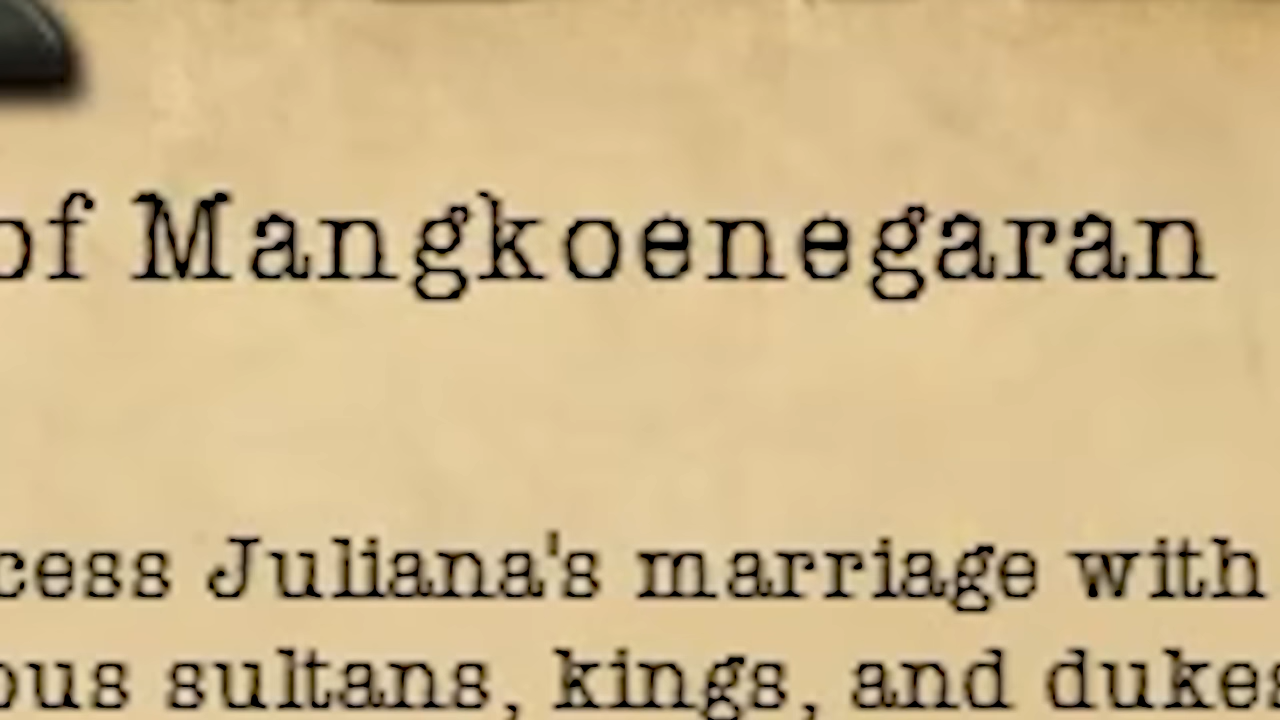 of Mangkoenegaran
cess Juliana's marriage with
ous sultans, kings, and dukes